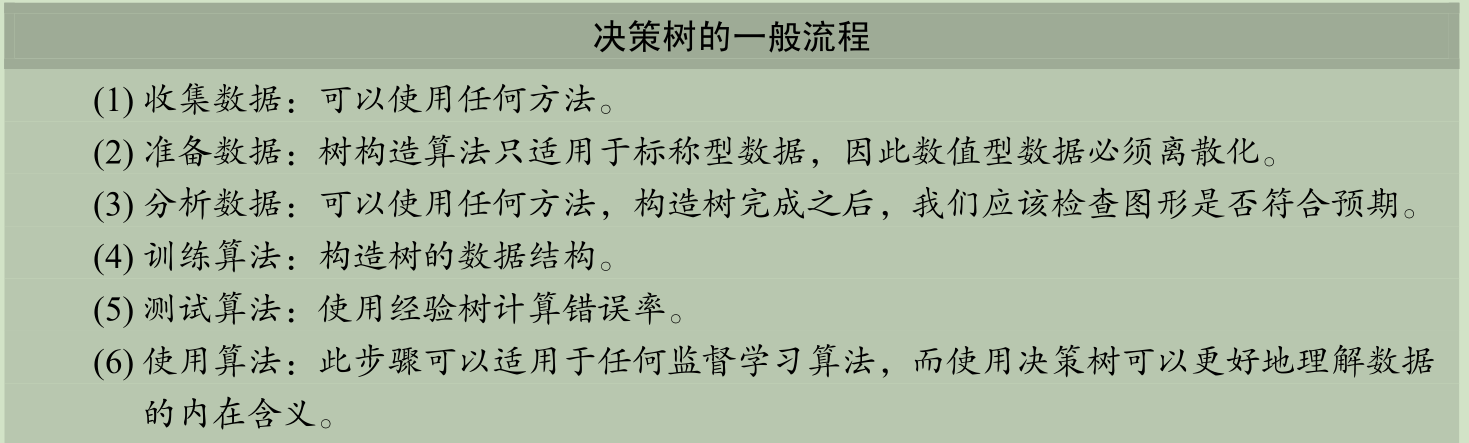 决策树的一般流程
(1) 收集数据：可以使用任何方法。
(2) 准备数据：树构造算法只适用于标称型数据，因此数值型数据必须离散化。
(3) 分析数据：可以使用任何方法，构造树完成之后，我们应该检查图形是否符合预期。
(4) 训练算法：构造树的数据结构。
(5) 测试算法：使用经验树计算错误率。
(6) 使用算法：此步骤可以适用于任何监督学习算法，而使用决策树可以更好地理解数据
的内在含义。